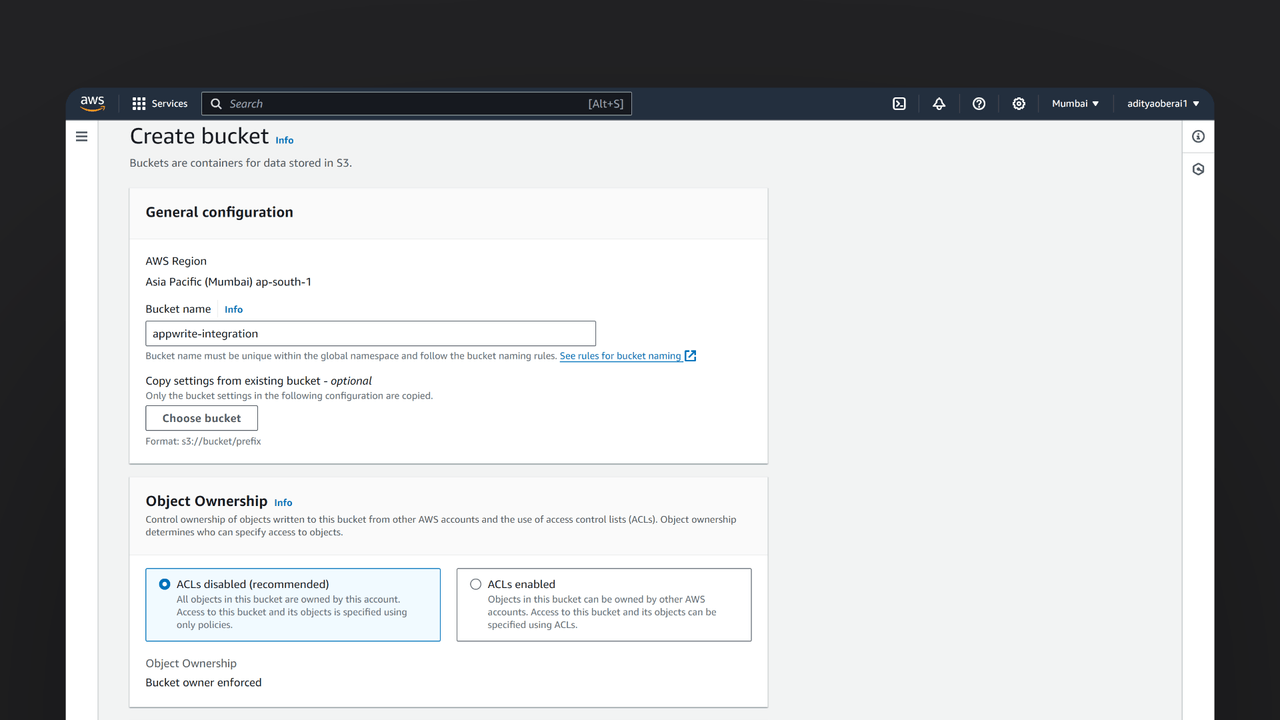 aws
Services
Search
[Alt+S]
Mumbai
adityaoberai1
Create bucket Info
Buckets are containers for data stored in S3.
General configuration
AWS Region
Asia Pacific (Mumbai) ap-south-1
Bucket name Info
appwrite-integration
Bucket name must be unique within the global namespace and follow the bucket naming rules. See rules for bucket naming
Copy settings from existing bucket - optional
Only the bucket settings in the following configuration are copied.
Choose bucket
Format: s3://bucket/prefix
Object Ownership Info
Control ownership of objects written to this bucket from other AWS accounts and the use of access control lists (ACLs). Object ownership
determines who can specify access to objects.
ACLs disabled (recommended)
All objects in this bucket are owned by this account.
Access to this bucket and its objects is specified using
only policies.
ACLs enabled
Objects in this bucket can be owned by other AWS
accounts. Access to this bucket and its objects can be
specified using ACLs.
Object Ownership
Bucket owner enforced